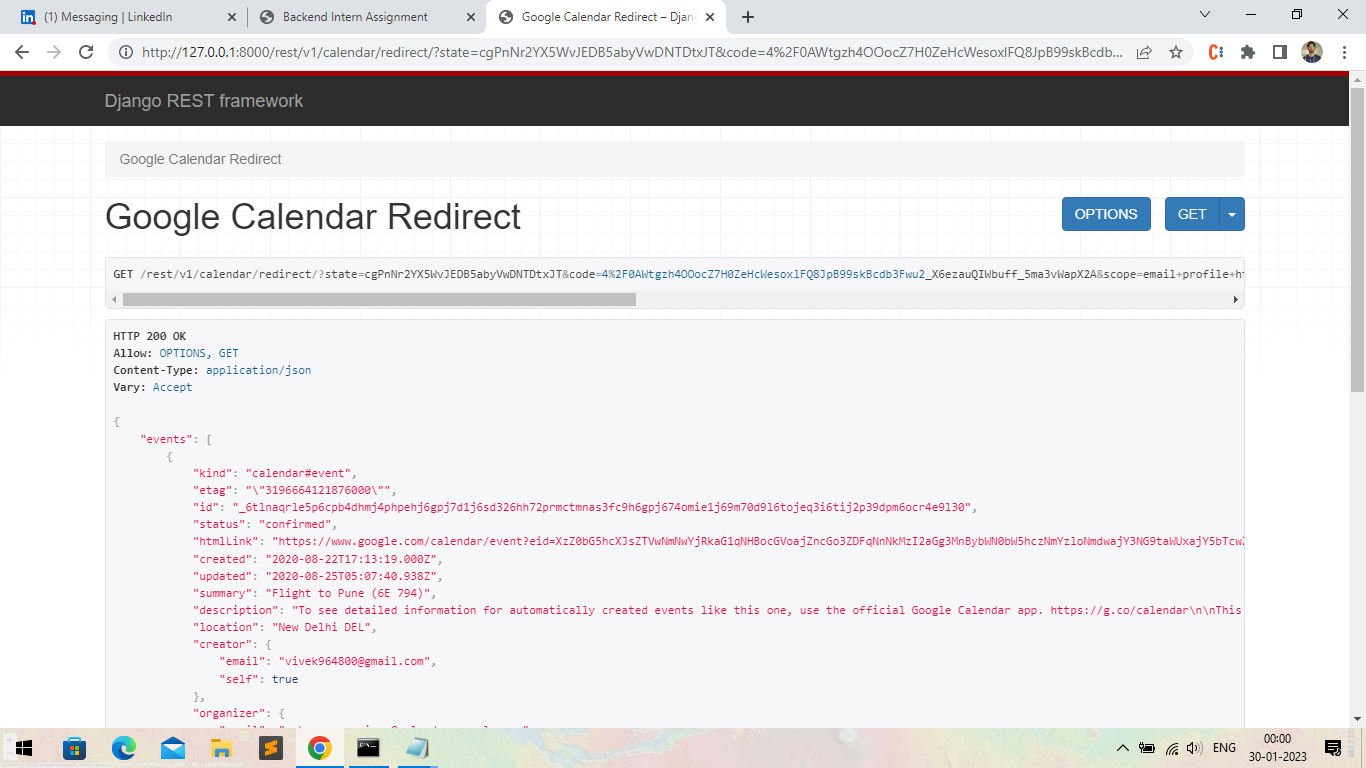 (1) Messaging | LinkedIn
Backend Intern Assignment
Google Calendar Redirect – Djan
http://127.0.0.1:8000/rest/v1/calendar/redirect/?state=cgPnNr2YX5WvJEDB5abyVwDNTDtxJT&code=4%2F0AWtgzh4OOocZ7H0ZeHcWesoxlFQ8JpB99skBcdb...
Django REST framework
Google Calendar Redirect
Google Calendar Redirect
OPTIONS
GET
GET /rest/v1/calendar/redirect/?state=cgPnNr2YX5WvJEDB5abyVwDNTDtxJT&code=4%2F0AWtgzh4OOocZ7H0ZeHcWesoxlFQ8JpB99skBcdb3Fwu2_X6ezauQIWbuff_5ma3vWapX2A&scope=email+profile+ht
HTTP 200 OK
Allow: OPTIONS, GET
Content-Type: application/json
Vary: Accept
{
"events": [
{
"kind": "calendar#event",
"etag": "\"3196664121876000\"",
"id": "_6tlnaqrle5p6cpb4dhmj4phpehj6gpj7d1j6sd326hh72prmctmnas3fc9h6gpj674omie1j69m70d9l6tojeq3i6tij2p39dpm6ocr4e9l30",
"status": "confirmed",
"htmlLink": "https://www.google.com/calendar/event?eid=XzZ0bG5hcXJsZTVwNmNwYjRkaG1qNHBocGVoajZncGo3ZDFqNnNkMzI2aGg3MnBybWN0bW5hczNmYzloNmdwajY3NG9taWUxajY5bTcw
"created": "2020-08-22T17:13:19.000Z",
"updated": "2020-08-25T05:07:40.938Z",
"summary": "Flight to Pune (6E 794)",
"description": "To see detailed information for automatically created events like this one, use the official Google Calendar app. https://g.co/calendar\n\nThis
"location": "New Delhi DEL",
"creator": {
"email": "vivek964800@gmail.com",
"self": true
},
"organizer": {
ENG
00:00
30-01-2023